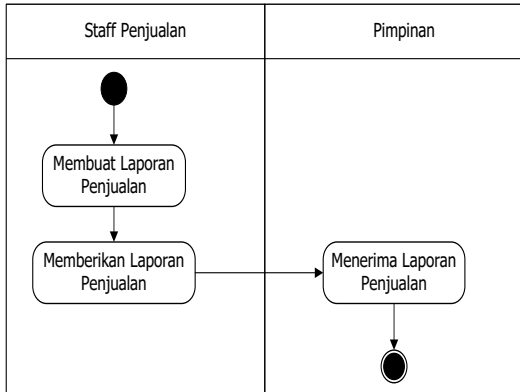 Staff Penjualan
Pimpinan
Membuat Laporan
Penjualan
Memberikan Laporan
Penjualan
Menerima Laporan
Penjualan